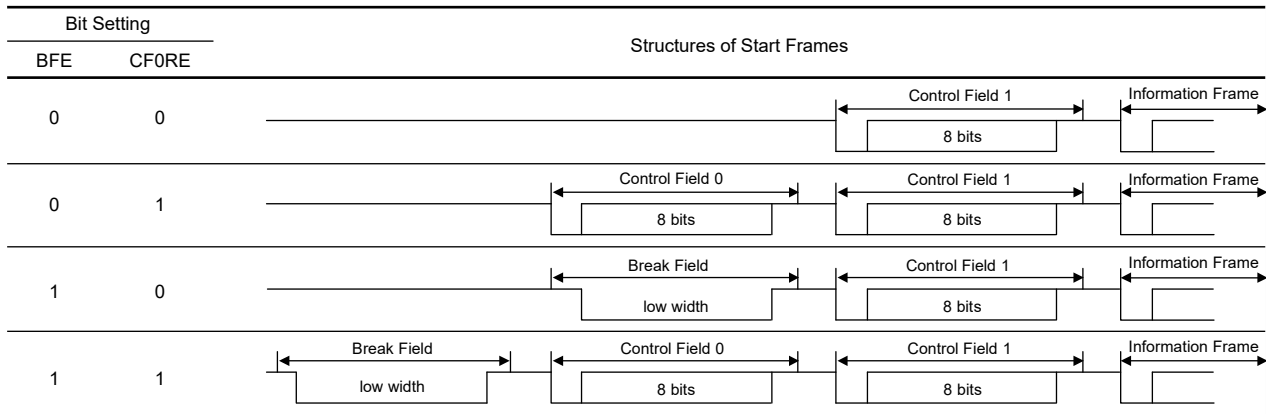 Bit Setting
Structures of Start Frames
BFE CF0RE
0 0 Control Field 1 Information Frame
8 bits
0 1 Control Field 0 Control Field 1 Information Frame
8 bits 8 bits
1 0 Break Field Control Field 1 Information Frame
low width 8 bits
1 1 Break Field Control Field 0 Control Field 1 Information Frame
low width 8 bits 8 bits